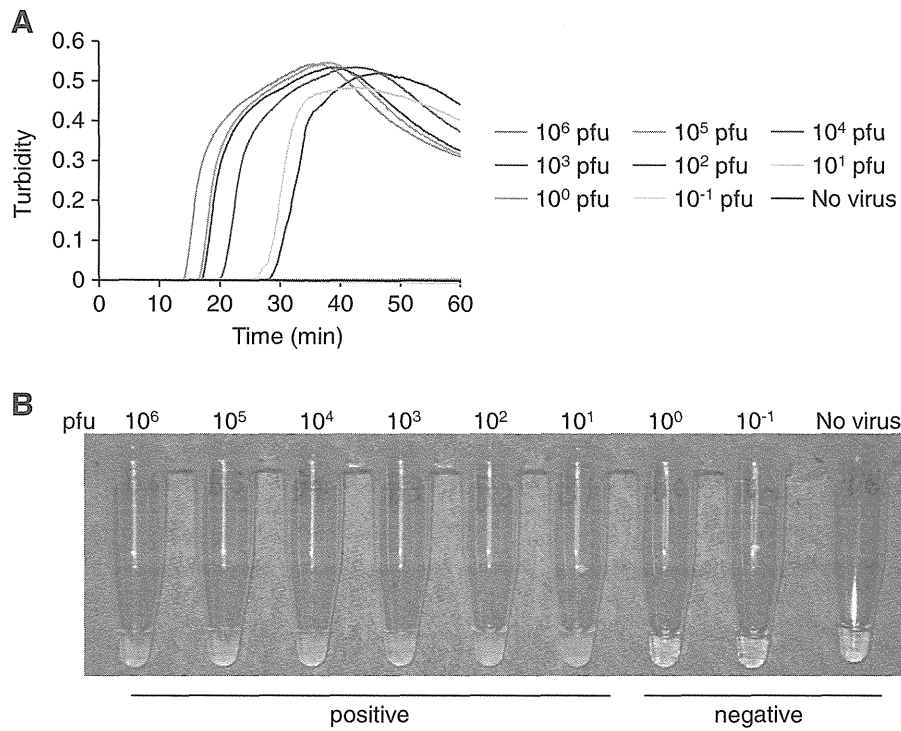 A
0.6
0.5
0.4
0.3
0.2
0.1
0
Turbidity
0 10 20 30 40 50 60
Time (min)
10⁶ pfu 10⁵ pfu 10⁴ pfu
10³ pfu 10² pfu 10¹ pfu
10⁰ pfu 10⁻¹ pfu No virus
B
pfu 10⁶ 10⁵ 10⁴ 10³ 10² 10¹ 10⁰ 10⁻¹ No virus
positive negative